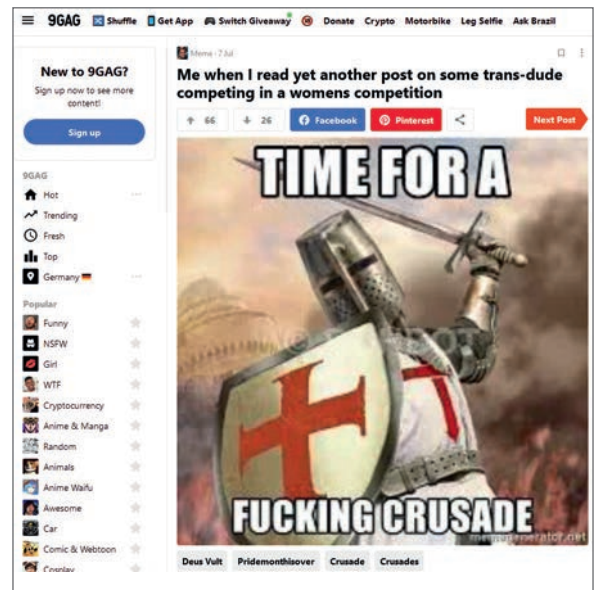 9GAG Shuffle Get App Switch Giveaway Donate Crypto Motorbike Leg Selfie Ask Brazil
New to 9GAG?
Sign up now to see more
content!
Sign up
9GAG
Hot
Trending
Fresh
Top
Germany
Popular
Funny
NSFW
Girl
WTF
Cryptocurrency
Anime & Manga
Random
Animals
Anime Waifu
Awesome
Car
Comic & Webtoon
Cosplay
Meme · 7 Jul
Me when I read yet another post on some trans-dude
competing in a womens competition
66 26 Facebook Pinterest Next Post
TIME FOR A
FUCKING CRUSADE
memegenerator.net
Deus Vult Pridemonthisover Crusade Crusades